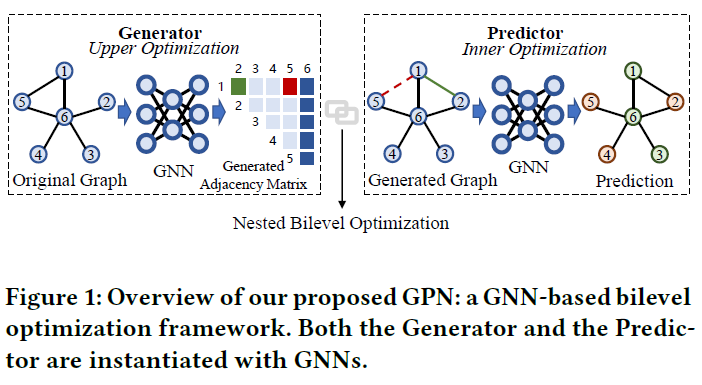 Generator
Upper Optimization
Predictor
Inner Optimization
1
5
2
6
4
3
Original Graph
GNN
2 3 4 5 6
1
2
3
4
5
Generated
Adjacency Matrix
1
5
2
6
4
3
Generated Graph
GNN
1
5
2
6
4
3
Prediction
Nested Bilevel Optimization
Figure 1: Overview of our proposed GPN: a GNN-based bilevel
optimization framework. Both the Generator and the Predic-
tor are instantiated with GNNs.